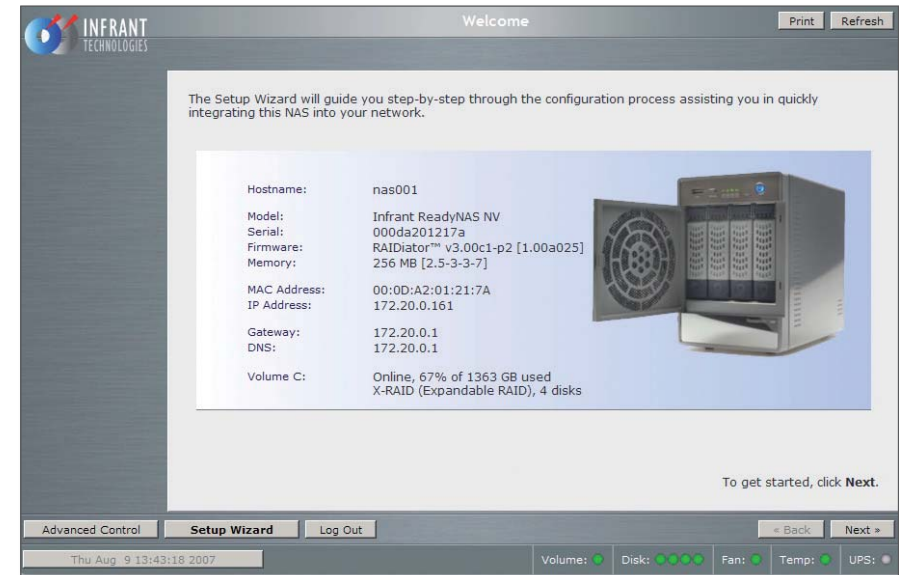 INFRANT
TECHNOLOGIES
Welcome
Print Refresh
The Setup Wizard will guide you step-by-step through the configuration process assisting you in quickly
integrating this NAS into your network.
Hostname: nas001
Model: Infrant ReadyNAS NV
Serial: 000da201217a
Firmware: RAIDiator™ v3.00c1-p2 [1.00a025]
Memory: 256 MB [2.5-3-3-7]
MAC Address: 00:0D:A2:01:21:7A
IP Address: 172.20.0.161
Gateway: 172.20.0.1
DNS: 172.20.0.1
Volume C: Online, 67% of 1363 GB used
X-RAID (Expandable RAID), 4 disks
To get started, click Next.
Advanced Control Setup Wizard Log Out « Back Next »
Thu Aug 9 13:43:18 2007 Volume: Disk: Fan: Temp: UPS: